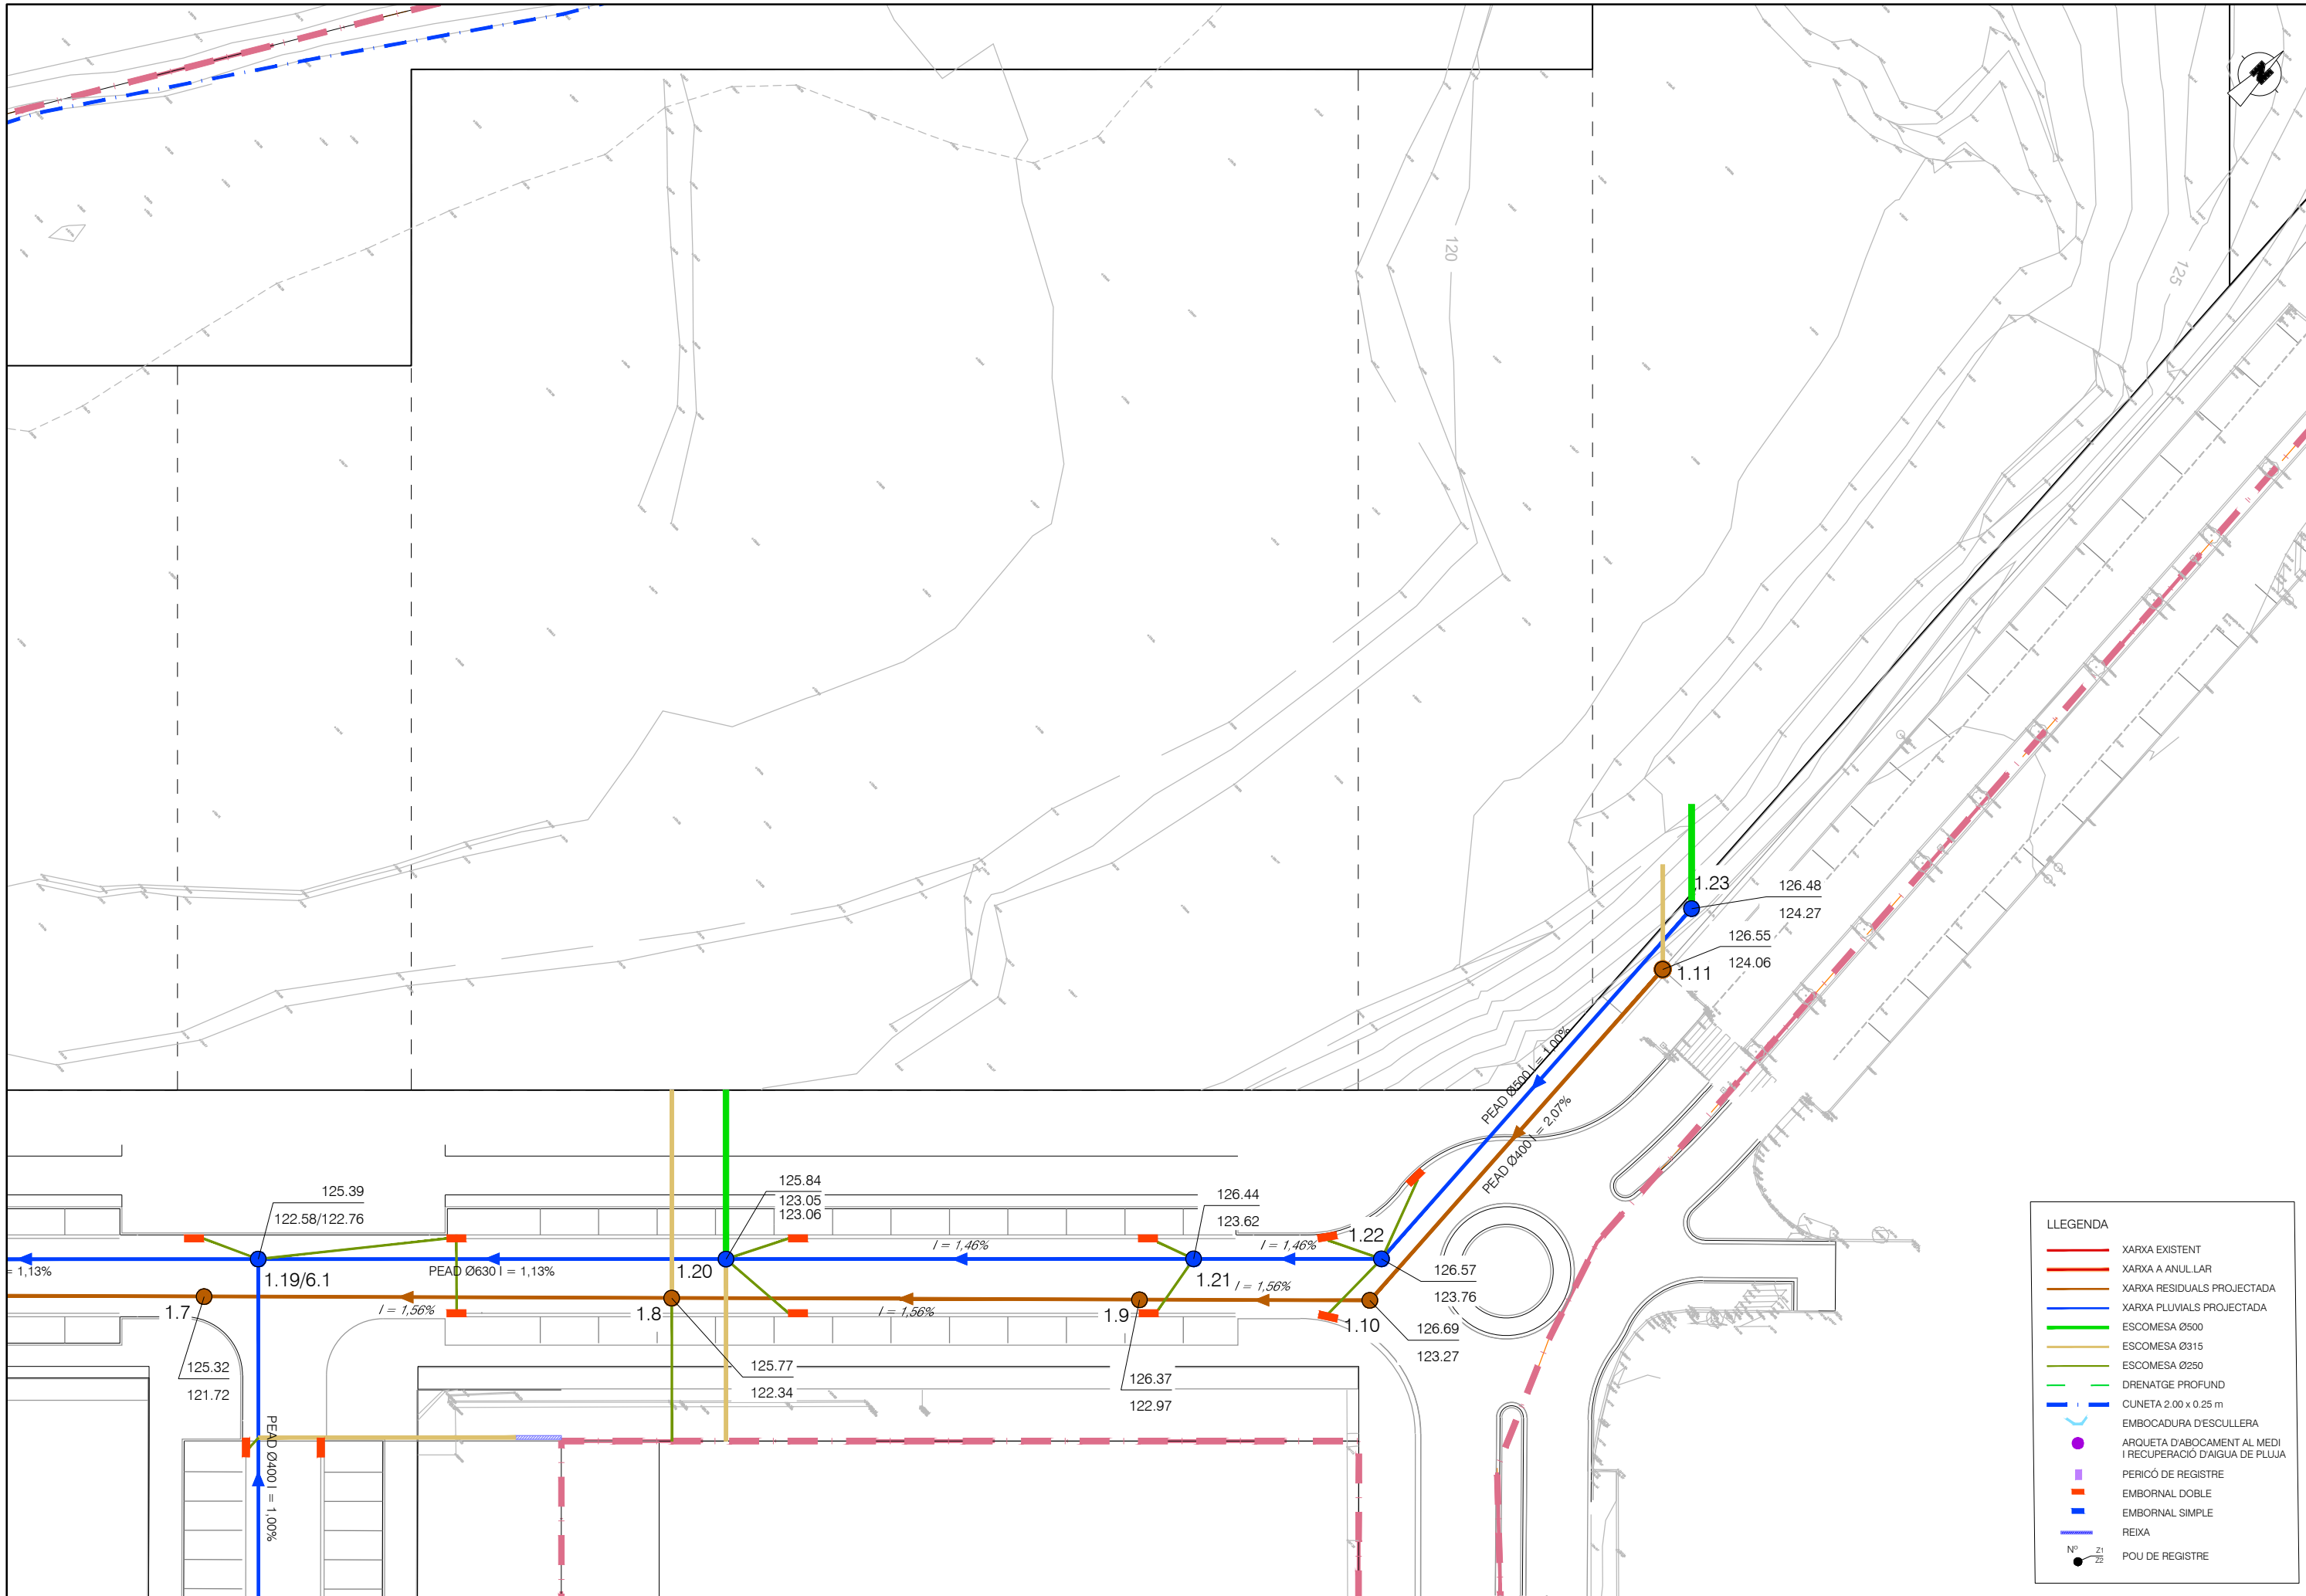 N
120
125
1.23
126.48
124.27
126.55
1.11
124.06
PEAD Ø500 I = 1,00%
PEAD Ø400 I = 2,07%
125.39
122.58/122.76
125.84
123.05
123.06
126.44
123.62
1.22
= 1,13%
1.19/6.1
PEAD Ø630 I = 1,13%
1.20
I = 1,46%
I = 1,46%
1.21
126.57
123.76
1.7
I = 1,56%
1.8
I = 1,56%
1.9
I = 1,56%
1.10
126.69
123.27
125.32
121.72
125.77
122.34
126.37
122.97
PEAD Ø400 I = 1,00%
LLEGENDA
XARXA EXISTENT
XARXA A ANUL.LAR
XARXA RESIDUALS PROJECTADA
XARXA PLUVIALS PROJECTADA
ESCOMESA Ø500
ESCOMESA Ø315
ESCOMESA Ø250
DRENATGE PROFUND
CUNETA 2.00 x 0.25 m
EMBOCADURA D'ESCULLERA
ARQUETA D'ABOCAMENT AL MEDI
I RECUPERACIÓ D'AIGUA DE PLUJA
PERICÓ DE REGISTRE
EMBORNAL DOBLE
EMBORNAL SIMPLE
REIXA
Nº Z1
Z2
POU DE REGISTRE